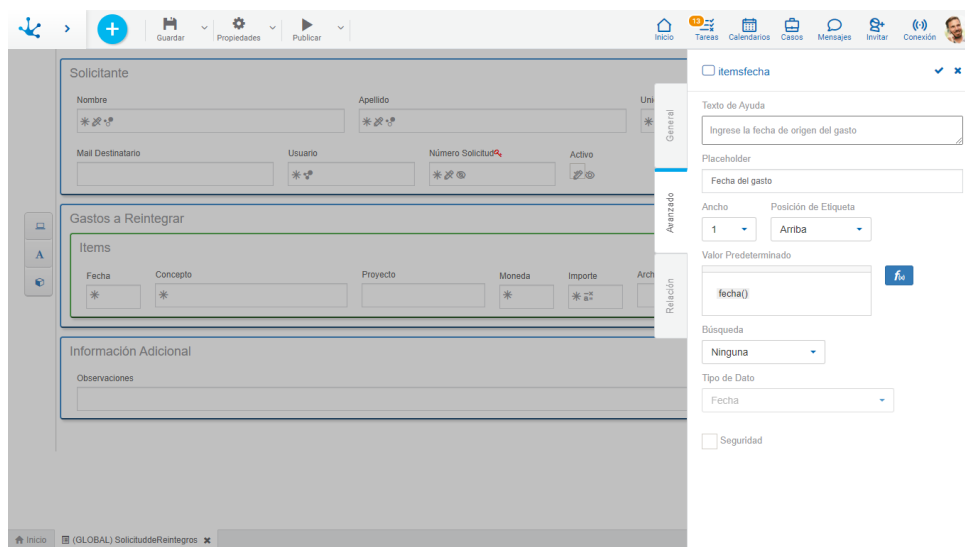 Guardar
Propiedades
Publicar
Inicio
13
Tareas
Calendarios
Casos
Mensajes
Invitar
Conexión
Solicitante
Nombre
Apellido
Uni
Mail Destinatario
Usuario
Número Solicitud
Activo
Gastos a Reintegrar
Items
Fecha
Concepto
Proyecto
Moneda
Importe
Arch
Información Adicional
Observaciones
A
General
Avanzado
Relación
itemsfecha
Texto de Ayuda
Ingrese la fecha de origen del gasto
Placeholder
Fecha del gasto
Ancho
Posición de Etiqueta
1
Arriba
Valor Predeterminado
fecha()
f(x)
Búsqueda
Ninguna
Tipo de Dato
Fecha
Seguridad
Inicio
(GLOBAL) SolicituddeReintegros